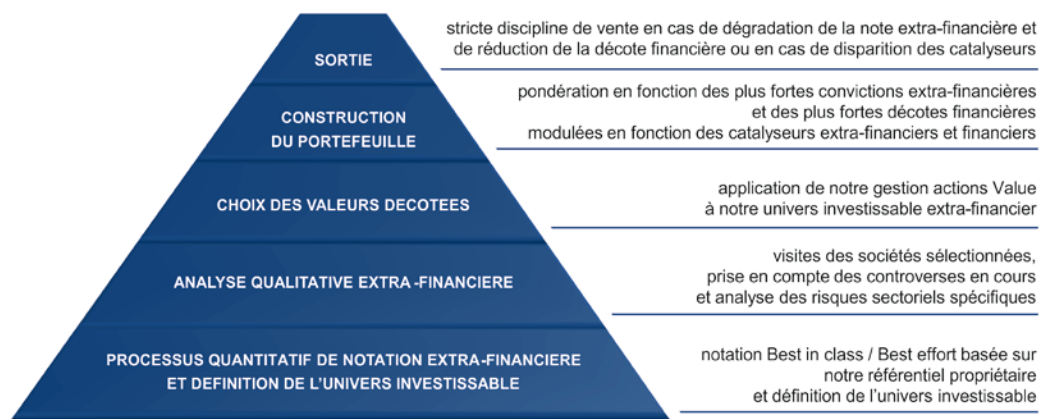 SORTIE
stricte discipline de vente en cas de dégradation de la note extra-financière et
de réduction de la décote financière ou en cas de disparition des catalyseurs
CONSTRUCTION
DU PORTEFEUILLE
pondération en fonction des plus fortes convictions extra-financières
et des plus fortes décotes financières
modulées en fonction des catalyseurs extra-financiers et financiers
CHOIX DES VALEURS DECOTEES
application de notre gestion actions Value
à notre univers investissable extra-financier
ANALYSE QUALITATIVE EXTRA -FINANCIERE
visites des sociétés sélectionnées,
prise en compte des controverses en cours
et analyse des risques sectoriels spécifiques
PROCESSUS QUANTITATIF DE NOTATION EXTRA-FINANCIERE
ET DEFINITION DE L'UNIVERS INVESTISSABLE
notation Best in class / Best effort basée sur
notre référentiel propriétaire
et définition de l'univers investissable